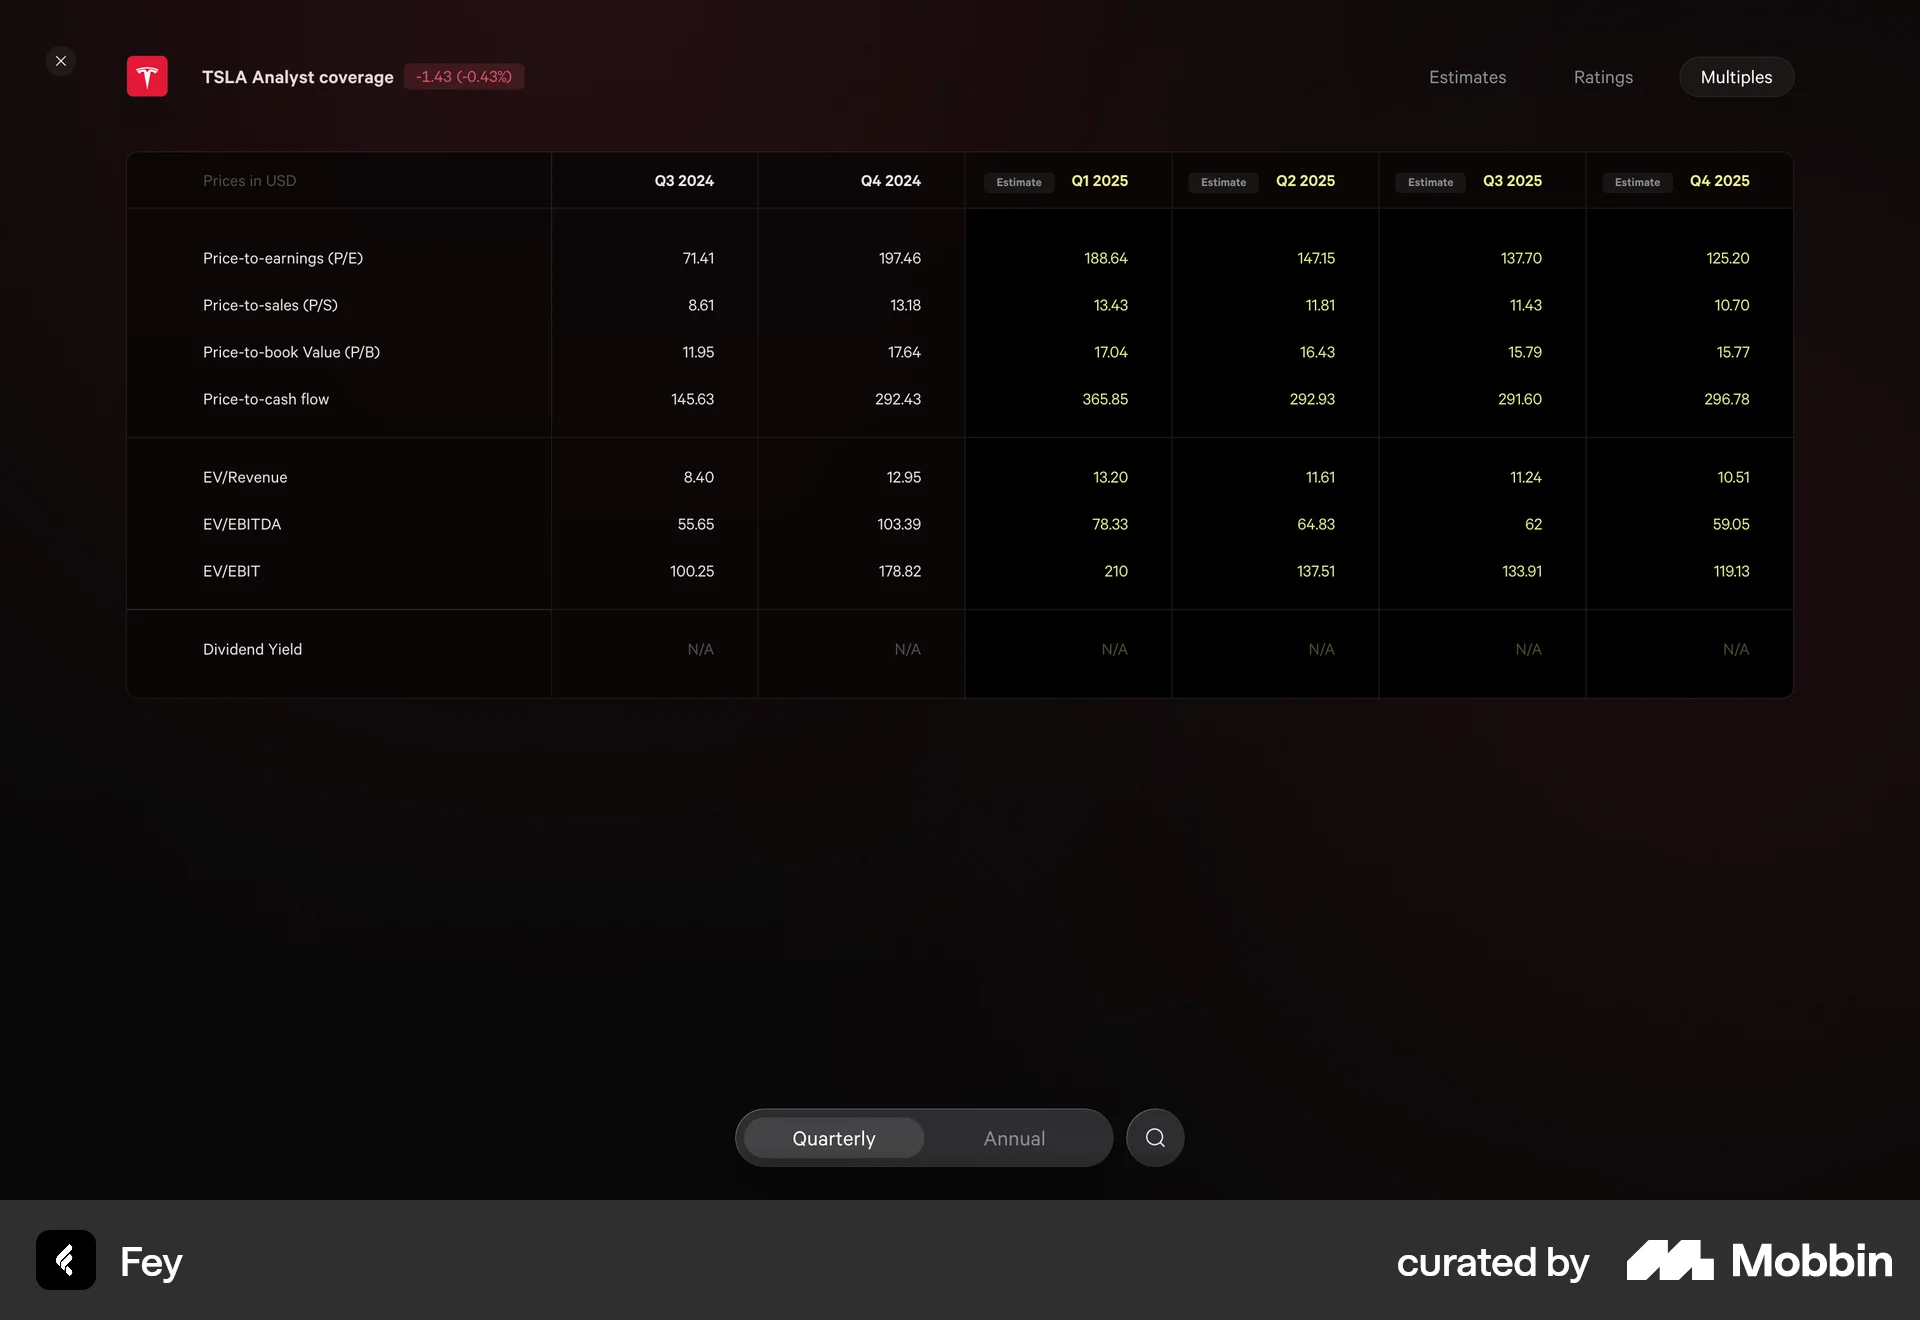 TSLA Analyst coverage -1.43 (-0.43%) Estimates Ratings Multiples
Prices in USD Q3 2024 Q4 2024 Estimate Q1 2025 Estimate Q2 2025 Estimate Q3 2025 Estimate Q4 2025
Price-to-earnings (P/E) 71.41 197.46 188.64 147.15 137.70 125.20
Price-to-sales (P/S) 8.61 13.18 13.43 11.81 11.43 10.70
Price-to-book Value (P/B) 11.95 17.64 17.04 16.43 15.79 15.77
Price-to-cash flow 145.63 292.43 365.85 292.93 291.60 296.78
EV/Revenue 8.40 12.95 13.20 11.61 11.24 10.51
EV/EBITDA 55.65 103.39 78.33 64.83 62 59.05
EV/EBIT 100.25 178.82 210 137.51 133.91 119.13
Dividend Yield N/A N/A N/A N/A N/A N/A
Quarterly Annual
Fey curated by Mobbin